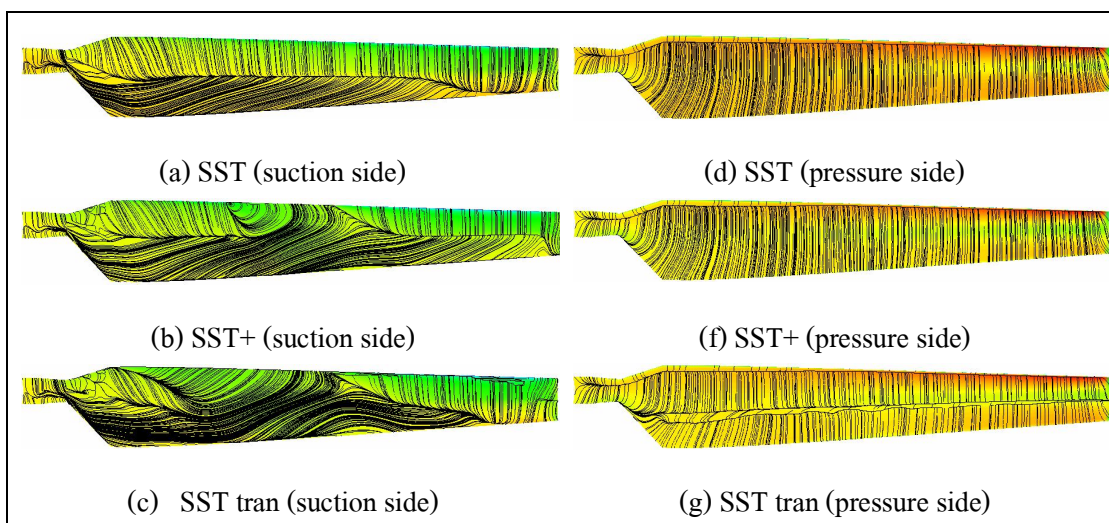 (a) SST (suction side)
(d) SST (pressure side)
(b) SST+ (suction side)
(f) SST+ (pressure side)
(c) SST tran (suction side)
(g) SST tran (pressure side)